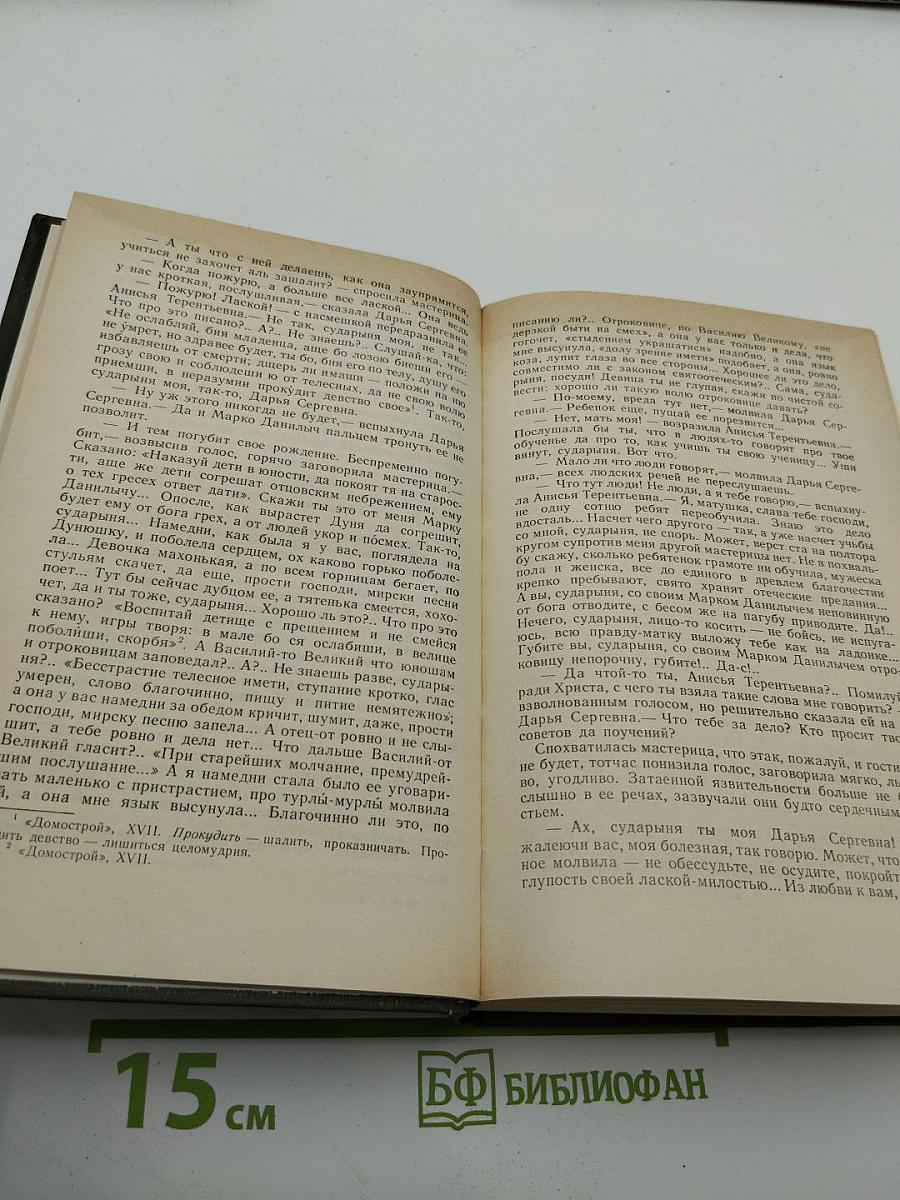 — А ты что с ней делаешь, как она заупрямится,
учиться не захочет аль зашалит? — спросила мастерица.
— Когда пожурю, а больше все лаской... Она ведь
у нас кроткая, послушливая,— сказала Дарья Сергевна.
— Пожурю! Лаской! — с насмешкой передразнила ее
Анисья Терентьевна.— Не так, сударыня моя, не так...
Что про это писано?.. А?.. Не знаешь?.. Слушай-ка, что:
«Не ослабляй, бия младенца, аще бо лозою биеши его —
не у́мрет, но здравее будет, ты бо, бия его по телу, душу его
избавляешь от смерти; дщерь ли имаши — положи на ню
грозу свою и соблюдеши ю от телесных, да не свою волю
приемши, в неразумии проку́дит девство свое»¹. Так-то,
сударыня моя, так-то, Дарья Сергевна.
— Ну уж этого никогда не будет,— вспыхнула Дарья
Сергевна.— Да и Марко Данилыч пальцем тронуть ее не
позволит.
— И тем погубит свое рождение. Беспременно погу-
бит,— возвысив голос, горячо заговорила мастерица.—
Сказано: «Наказуй дети в юности, да покоят тя на старос-
ти, аще же дети согрешат отцовским небрежением, ему
о тех гресех ответ дати». Скажи ты это от меня Марку
Данилычу... Опосле, как вырастет Дуня да согрешит,
будет ему от бога грех, а от людей укор и по́смех. Так-то,
сударыня... Намедни, как была я у вас, поглядела на
Дунюшку, и поболела сердцем, ох каково горько поболе-
ла... Девочка махонькая, а по всем горницам бегает, по
стульям скачет, да еще, прости господи, мирски песни
поет... Тут бы сейчас дубцом ее, а тятенька смеется, хохо-
чет, да и ты тоже, сударыня... Хорошо ль это?.. Что про это
сказано? «Воспитай детище с прещением и не смейся
к нему, игры творя: в мале бо ся ослабиши, в велице
поболи́ши, скорбя»². А Василий-то Великий что юношам
и отроковицам заповедал?.. А?.. Не знаешь разве, судары-
ня?.. «Бесстрастие телесное имети, ступание кротко, глас
умерен, слово благочинно, пищу и питие немятежно»;
а она у вас намедни за обедом кричит, шумит, даже, прости
господи, мирску песню запела... А отец-от ровно и не слы-
шит, а тебе ровно и дела нет... Что дальше Василий-от
Великий гласит?.. «При старейших молчание, премудрей-
шим послушание...» А я намедни стала было ее уговари-
вать маленько с пристрастием, про турлы́-мурлы́ молвила
й, а она мне язык высунула... Благочинно ли это, по
¹ «Домострой», XVII. Прокудить — шалить, проказничать. Про-
дить девство — лишиться целомудрия.
² «Домострой», XVII.
писанию ли?.. Отроковице, по Василию Великому, «не
дерзкой быти на смех», а она у вас только и дела, что
гогочет, «стыдением украшатися» надобно, а она язык
мне высунула, «долу зрение имети» подобает, а она, ровно
коза, лупит глаза во все стороны... Хорошее ли это дело,
совместимо ли с законом святоотеческим?.. Сама, суда-
рыня, посуди! Девица ты не глупая, скажи по чистой со-
вести: хорошо ли такую волю отроковице давать?
— По-моему, вреда тут нет,— молвила Дарья Сер-
гевна.— Ребенок еще, пущай ее порезвится...
— Нет, мать моя! — возразила Анисья Терентьевна.—
Послушала бы ты, что в людях-то говорят про твое
обученье да про то, как учишь ты свою ученицу... Уши
вянут, сударыня. Вот что.
— Мало ли что люди говорят,— молвила Дарья Серге-
вна,— всех людских речей не переслушаешь.
— Что тут люди! Не люди, а я тебе говорю,— вспыхну-
ла Анисья Терентьевна.— Я, матушка, слава тебе господи,
не одну сотню ребят переобучила. Знаю это дело
вдосталь... Насчет чего другого — так, а уже насчет учьбы
со мной, сударыня, не спорь. Может, верст ста на полтора
кругом супротив меня другой мастерицы нет. Не в похваль-
бу скажу, сколько ребятенок грамоте ни обучила, мужеска
пола и женска, все до единого в древлем благочестии
крепко пребывают, свято хранят отеческие предания...
А вы, сударыня, со своим Марком Данилычем неповинную
от бога отводите, с бесом же на пагубу приводите. Да!..
Нечего, сударыня, лицо-то косить — не бойсь, не испуга-
юсь, всю правду-матку выложу тебе как на ладонке...
Губите вы, сударыня, со своим Марком Данилычем отро-
ковицу непорочну, губите!.. Да-с!..
— Да чтой-то ты, Анисья Терентьевна?.. Помилуй
ради Христа, с чего ты взяла такие слова мне говорить? —
взволнованным голосом, но решительно сказала ей на
Дарья Сергевна.— Что тебе за дело? Кто просит тво
советов да поучений?
Спохватилась мастерица, что этак, пожалуй, и гости
не будет, тотчас понизила голос, заговорила мягко, ль
во, угодливо. Затаенной язвительности больше не б
слышно в ее речах, зазвучали они будто сердечным
стьем.
— Ах, сударыня ты моя Дарья Сергевна!
жалеючи вас, моя болезная, так говорю. Может, что
ное молвила — не обессудьте, не осудите, покройт
глупость своей лаской-милостью... Из любви к вам,
15 см
БФ БИБЛИОФАН